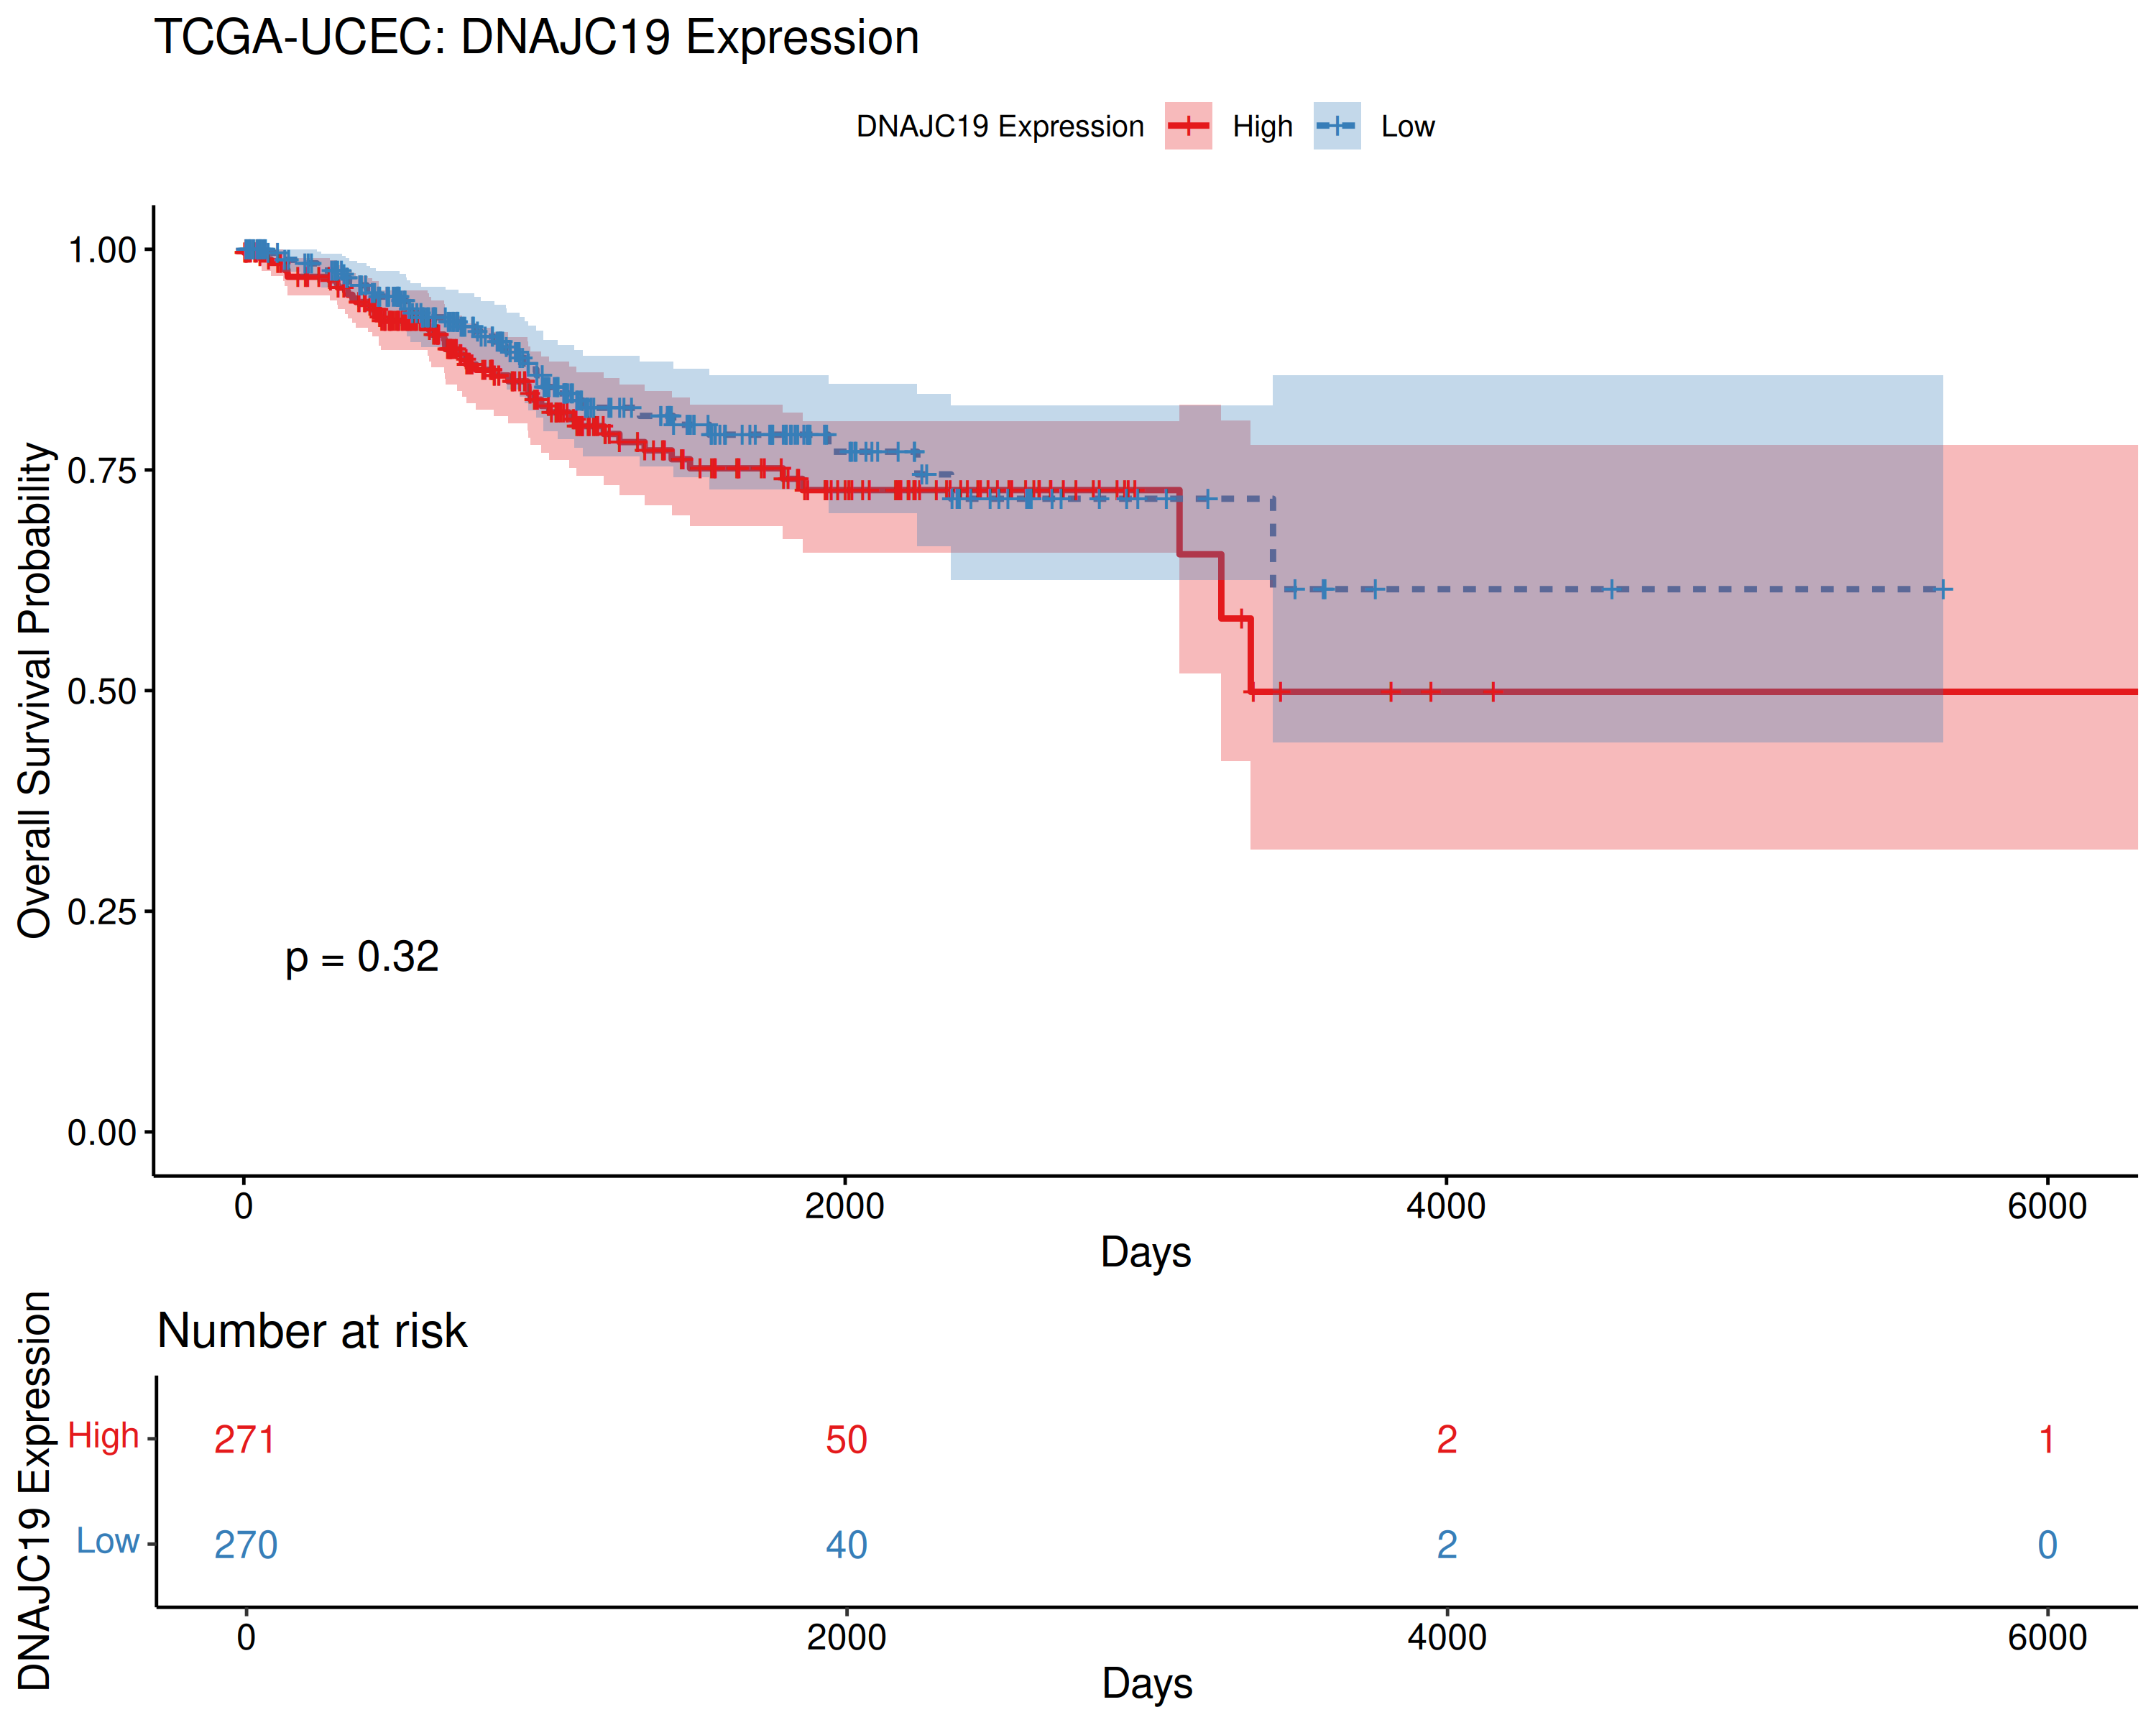 TCGA-UCEC: DNAJC19 Expression
DNAJC19 Expression High Low
Overall Survival Probability
1.00
0.75
0.50
0.25
0.00
p = 0.32
0 2000 4000 6000
Days
Number at risk
DNAJC19 Expression
High 271 50 2 1
Low 270 40 2 0
0 2000 4000 6000
Days